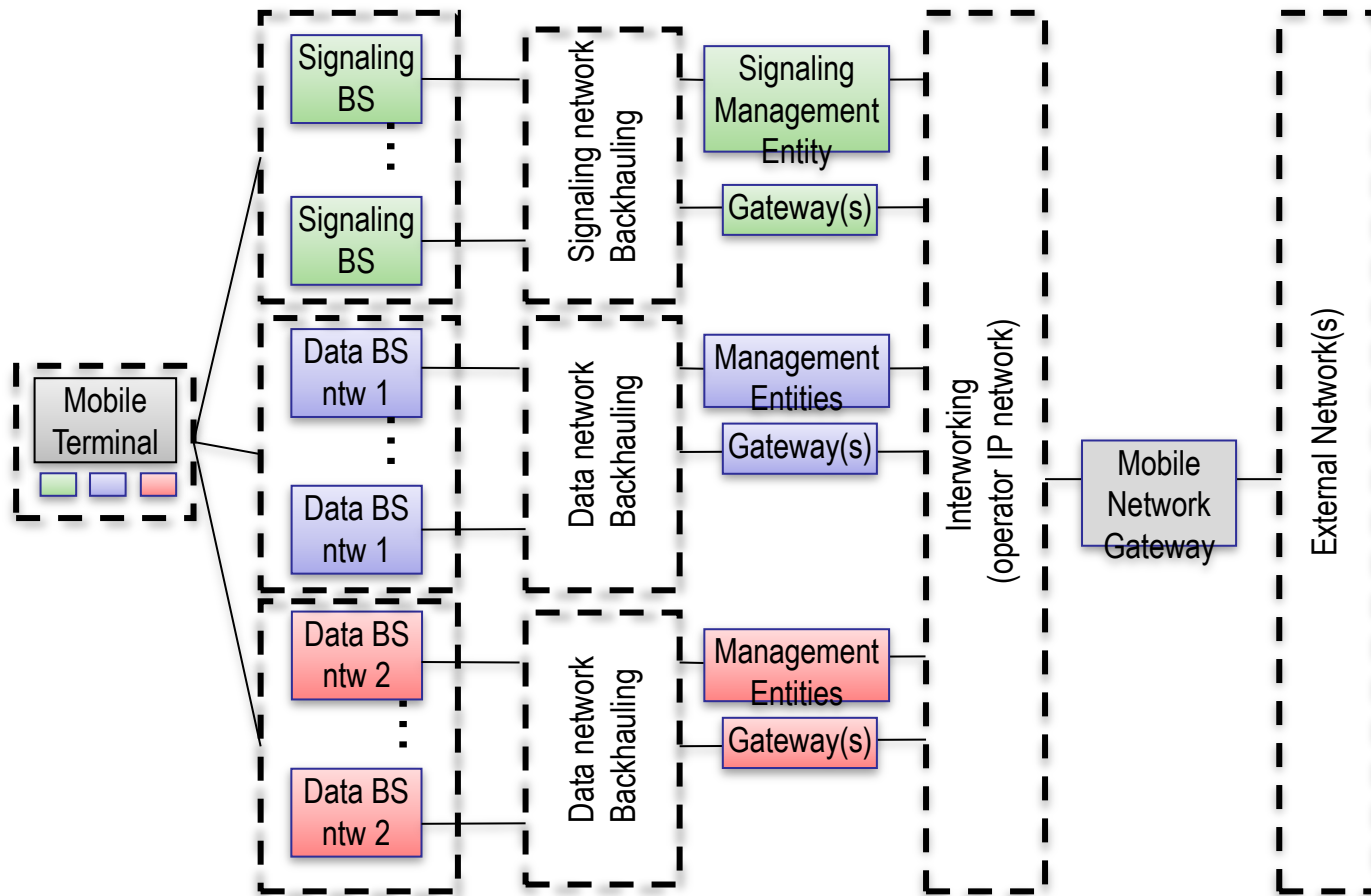 Signaling
BS
Signaling
BS
Signaling network
Backhauling
Signaling
Management
Entity
Gateway(s)
Mobile
Terminal
Data BS
ntw 1
Data BS
ntw 1
Data network
Backhauling
Management
Entities
Gateway(s)
Data BS
ntw 2
Data BS
ntw 2
Data network
Backhauling
Management
Entities
Gateway(s)
Interworking
(operator IP network)
Mobile
Network
Gateway
External Network(s)